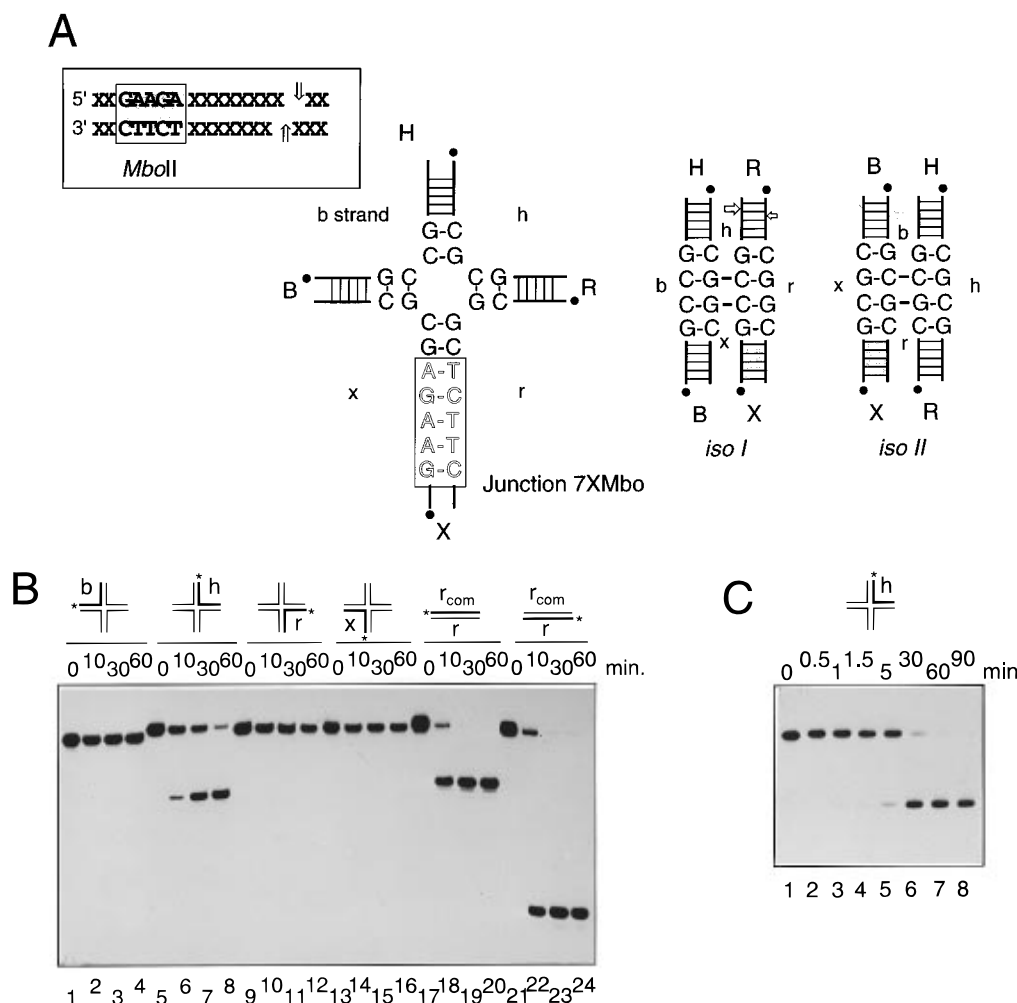 A
5' XX GAAGA XXXXXXXX ⇓ XX
3' XX CTTCT XXXXXXX ⇑ XXX
MboII
H
b strand h
G-C
C-G
B G C C G R
C G G C
C-G
G-C
A-T
G-C
A-T
A-T
G-C
x r
Junction 7XMbo
X
H R
h
G-C G-C
b C-G-C-G r
C-G-C-G
G-C G-C
x
B X
iso I
B H
b
C-G G-C
x G-C-C-G h
C-G-G-C
G-C C-G
r
X R
iso II
B
* b * h r * x * rcom * r rcom r *
0 10 30 60 0 10 30 60 0 10 30 60 0 10 30 60 0 10 30 60 0 10 30 60 min.
1 2 3 4 5 6 7 8 9 10 11 12 13 14 15 16 17 18 19 20 21 22 23 24
C
* h
0 0.5 1 1.5 5 30 60 90 min
1 2 3 4 5 6 7 8